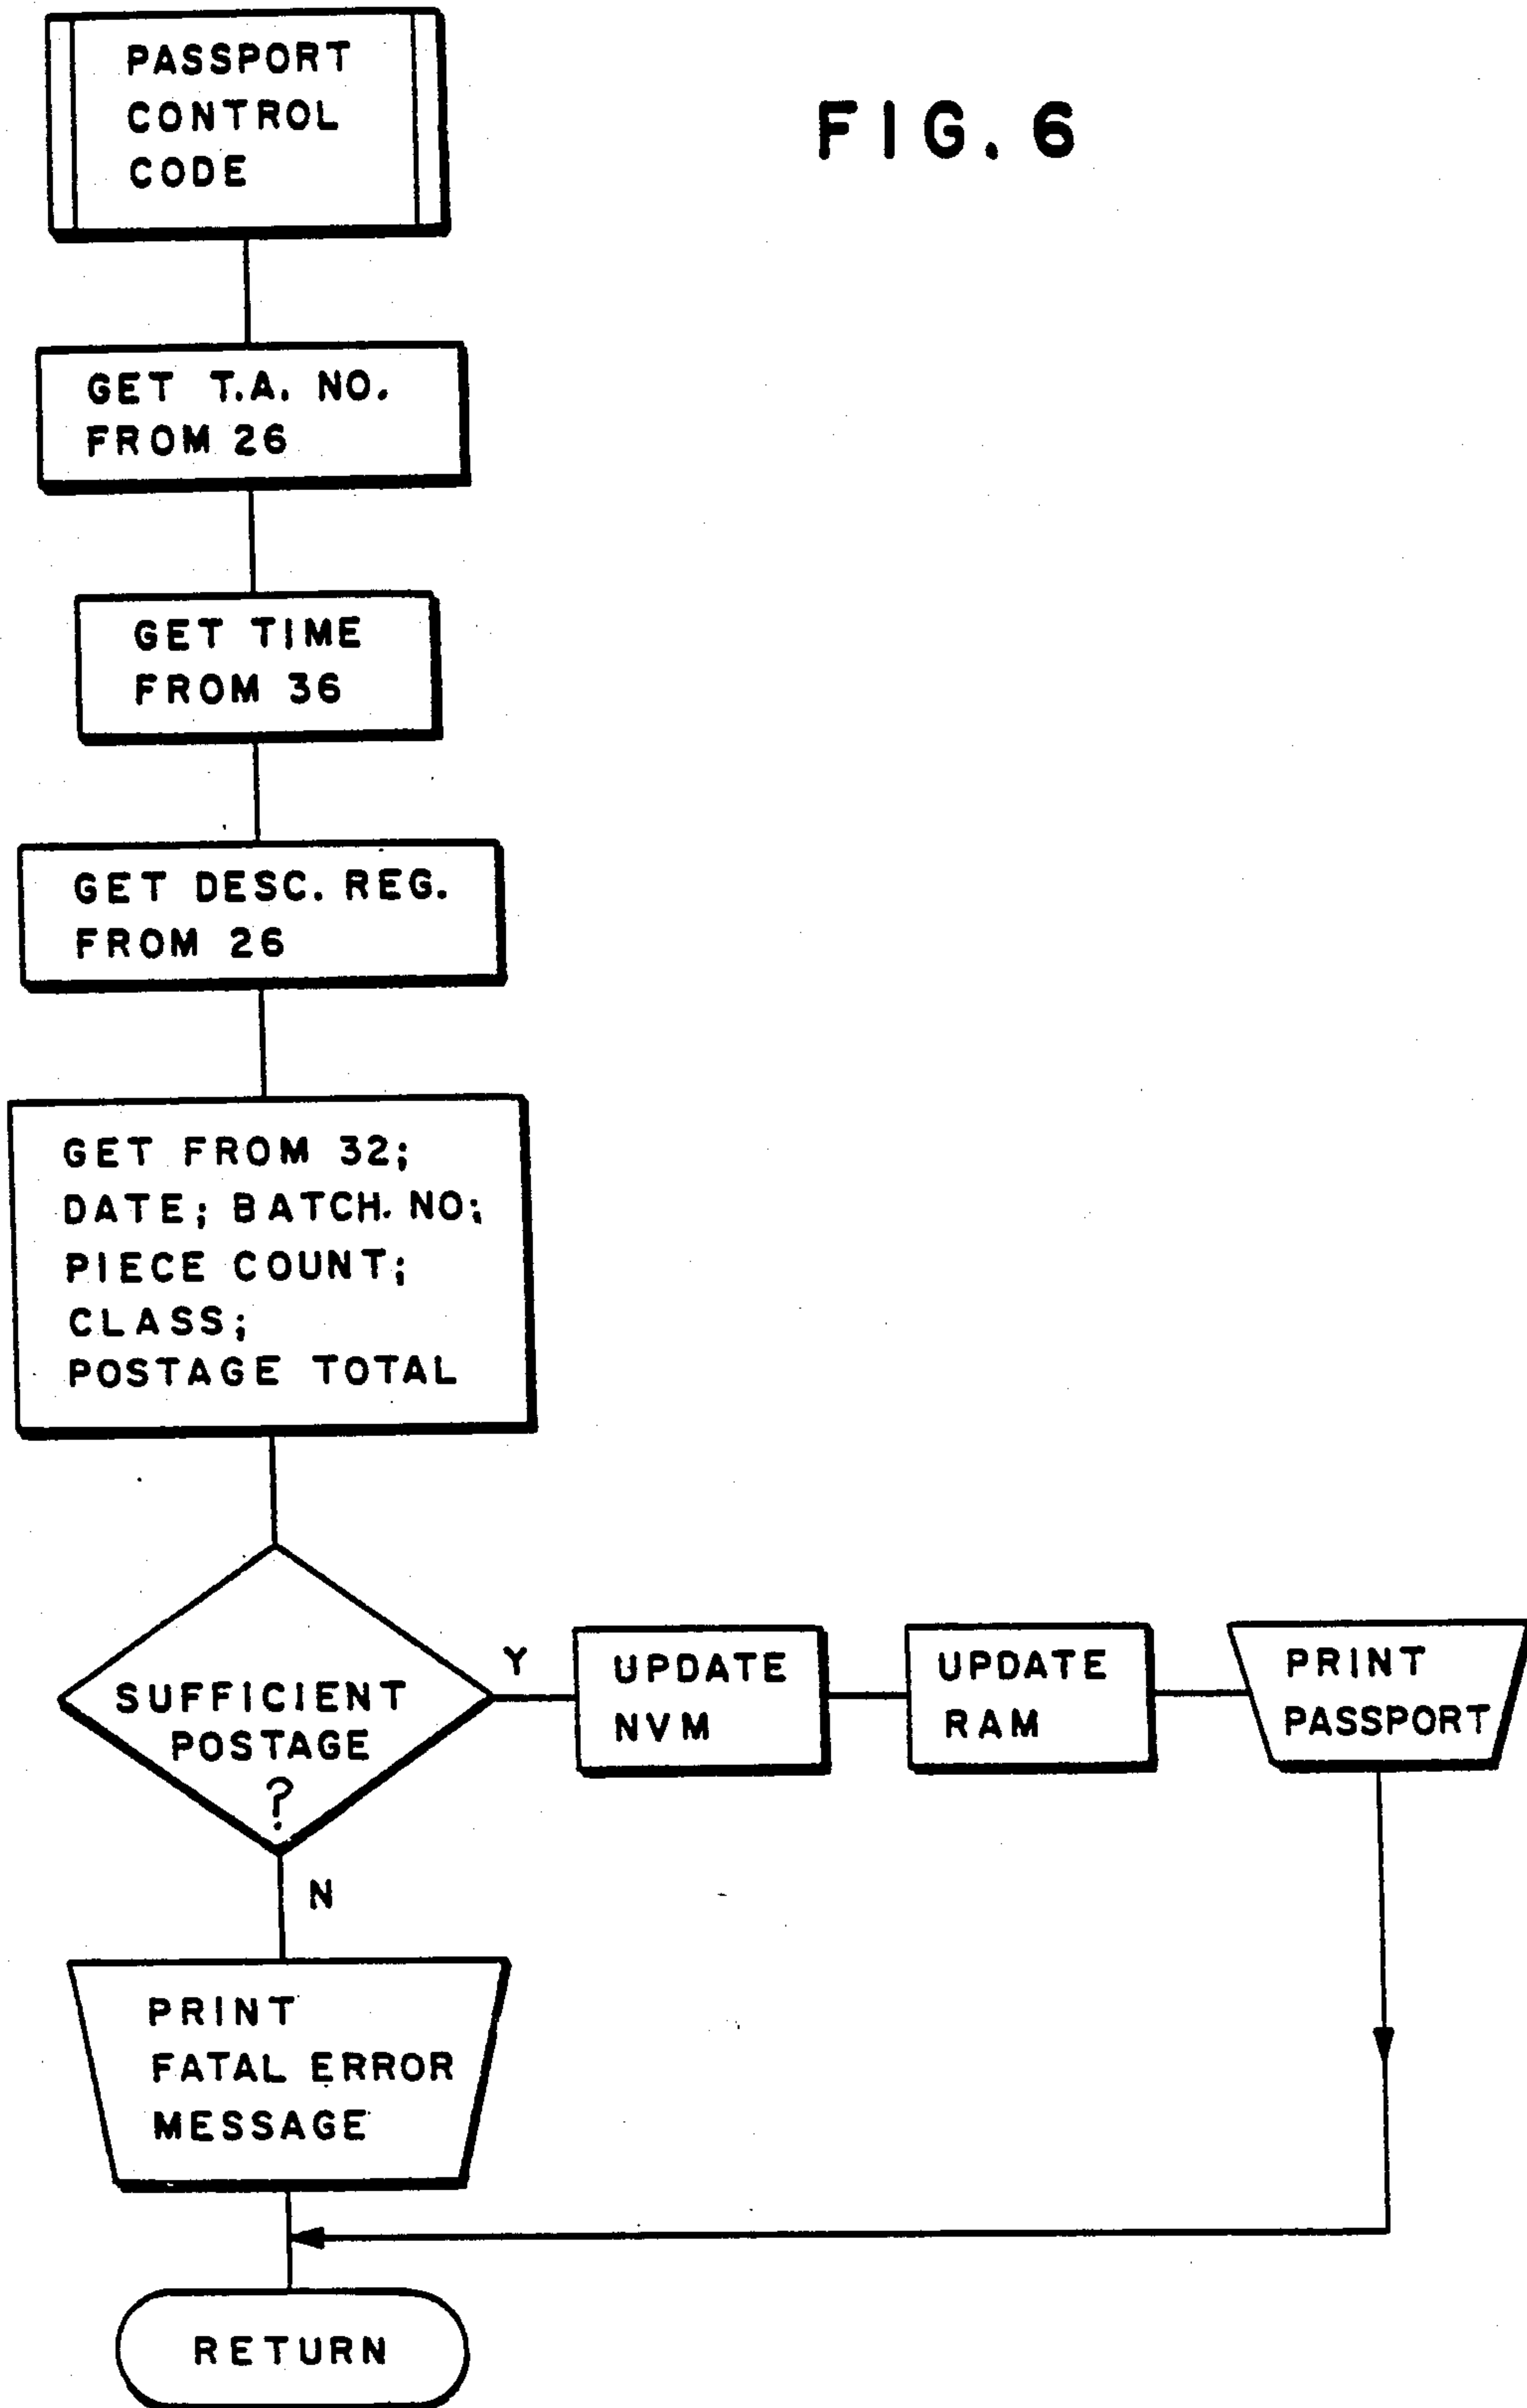 PASSPORT
CONTROL
CODE
FIG. 6
GET T.A. NO.
FROM 26
GET TIME
FROM 36
GET DESC. REG.
FROM 26
GET FROM 32;
DATE; BATCH. NO;
PIECE COUNT;
CLASS;
POSTAGE TOTAL
SUFFICIENT
POSTAGE
?
Y
UPDATE
NVM
UPDATE
RAM
PRINT
PASSPORT
N
PRINT
FATAL ERROR
MESSAGE
RETURN